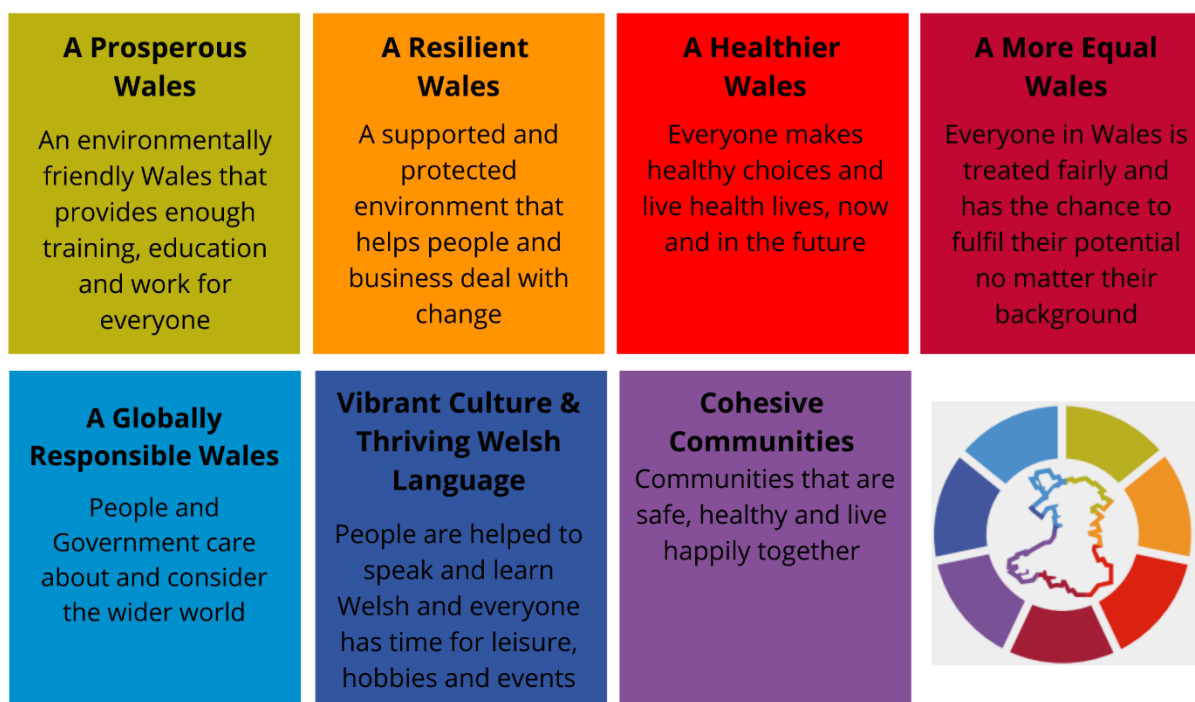 A Prosperous
Wales
An environmentally
friendly Wales that
provides enough
training, education
and work for
everyone
A Resilient
Wales
A supported and
protected
environment that
helps people and
business deal with
change
A Healthier
Wales
Everyone makes
healthy choices and
live health lives, now
and in the future
A More Equal
Wales
Everyone in Wales is
treated fairly and
has the chance to
fulfil their potential
no matter their
background
A Globally
Responsible Wales
People and
Government care
about and consider
the wider world
Vibrant Culture &
Thriving Welsh
Language
People are helped to
speak and learn
Welsh and everyone
has time for leisure,
hobbies and events
Cohesive
Communities
Communities that are
safe, healthy and live
happily together